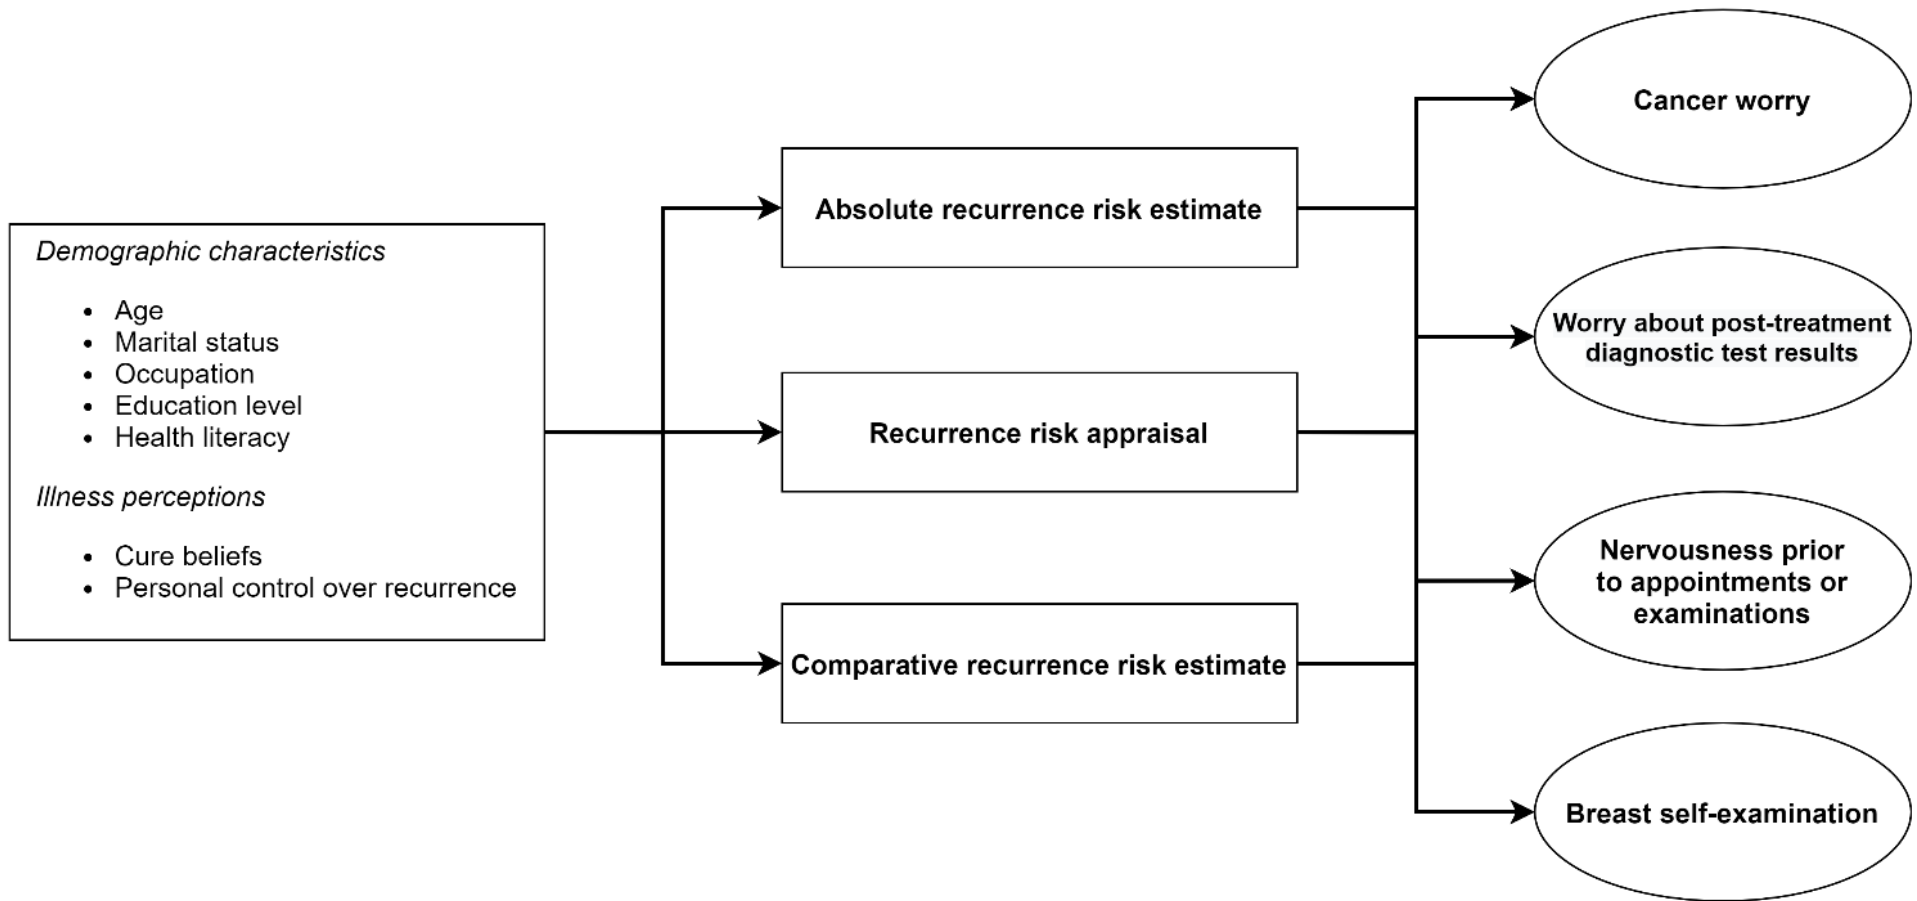 Demographic characteristics
• Age
• Marital status
• Occupation
• Education level
• Health literacy
Illness perceptions
• Cure beliefs
• Personal control over recurrence
Absolute recurrence risk estimate
Recurrence risk appraisal
Comparative recurrence risk estimate
Cancer worry
Worry about post-treatment
diagnostic test results
Nervousness prior
to appointments or
examinations
Breast self-examination